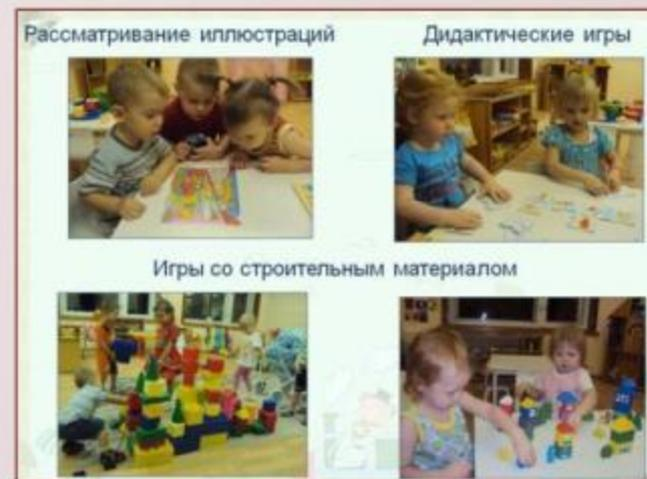 Рассматривание иллюстраций
Дидактические игры
Игры со строительным материалом